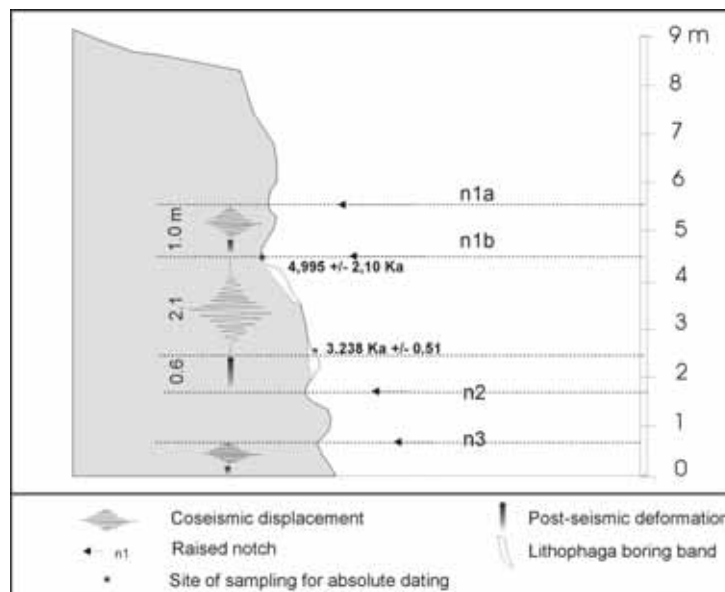 9 m
8
7
6
n1a
5
1.0 m
n1b
4,995 +/- 2,10 Ka
4
2.1
3
3.238 Ka +/- 0,51
0.6
2
n2
1
n3
0
Coseismic displacement
Post-seismic deformation
n1
Raised notch
Lithophaga boring band
Site of sampling for absolute dating